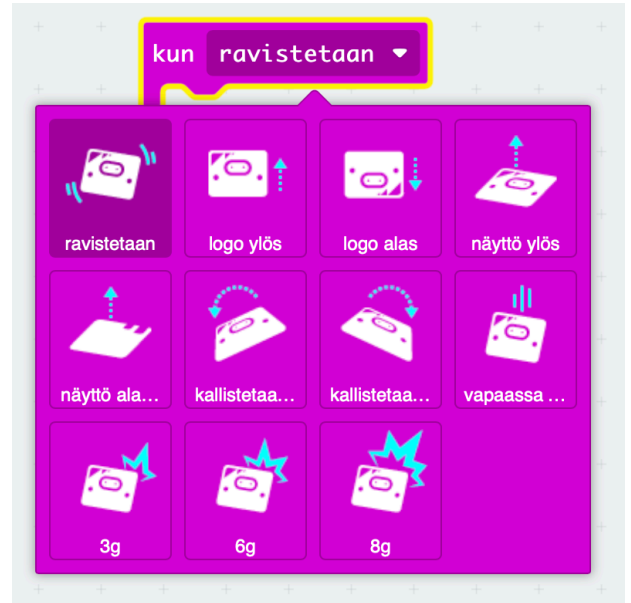 kun ravistetaan
ravistetaan
logo ylös
logo alas
näyttö ylös
näyttö ala...
kallistetaa...
kallistetaa...
vapaassa ...
3g
6g
8g